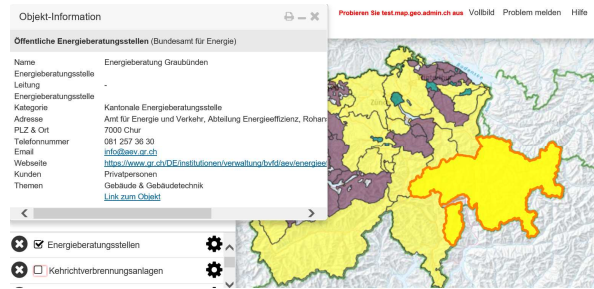 Objekt-Information
Probieren Sie test.map.geo.admin.ch aus Vollbild Problem melden Hilfe
Öffentliche Energieberatungsstellen (Bundesamt für Energie)
Name Energieberatung Graubünden
Energieberatungsstelle
Leitung -
Energieberatungsstelle
Kategorie Kantonale Energieberatungsstelle
Adresse Amt für Energie und Verkehr, Abteilung Energieeffizienz, Rohan
PLZ & Ort 7000 Chur
Telefonnummer 081 257 36 30
Email info@aev.gr.ch
Webseite https://www.gr.ch/DE/institutionen/verwaltung/bvfd/aev/energiee
Kunden Privatpersonen
Themen Gebäude & Gebäudetechnik
Link zum Objekt
Energieberatungsstellen
Kehrichtverbrennungsanlagen